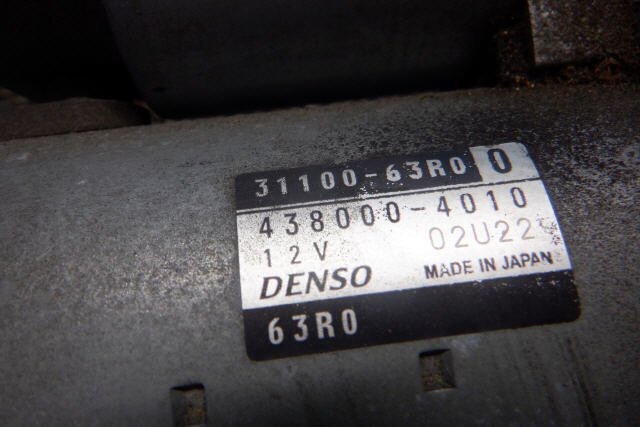 31100-63R0 0
438000-4010
12V 02U22
DENSO MADE IN JAPAN
63R0